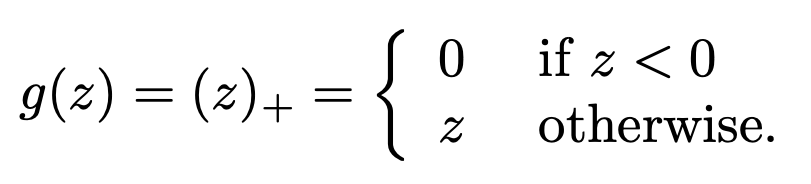 g(z) = (z)₊ = { 0 if z < 0
z otherwise.